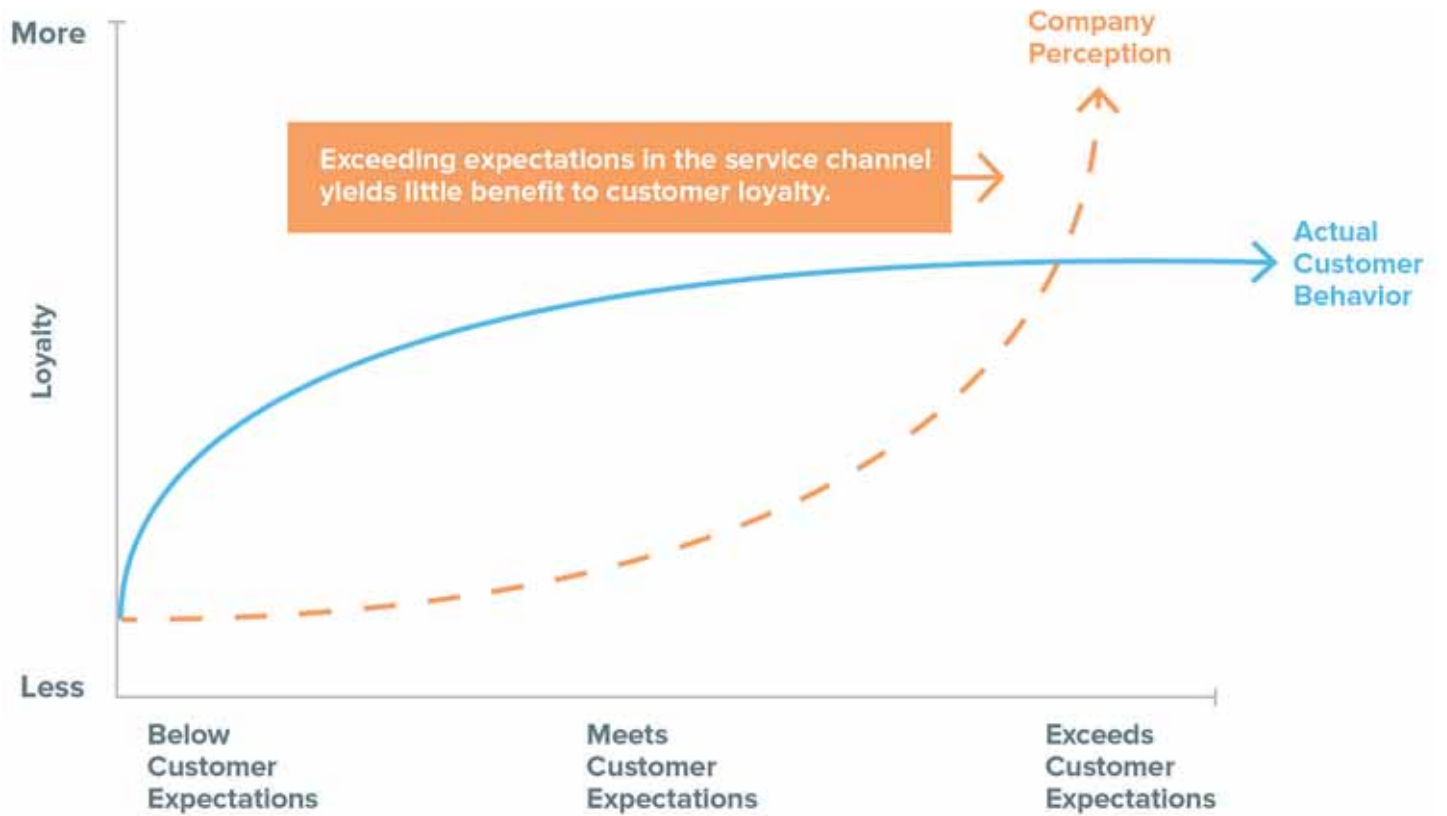 More
Company
Perception
Exceeding expectations in the service channel
yields little benefit to customer loyalty.
Actual
Customer
Behavior
Loyalty
Less
Below
Customer
Expectations
Meets
Customer
Expectations
Exceeds
Customer
Expectations